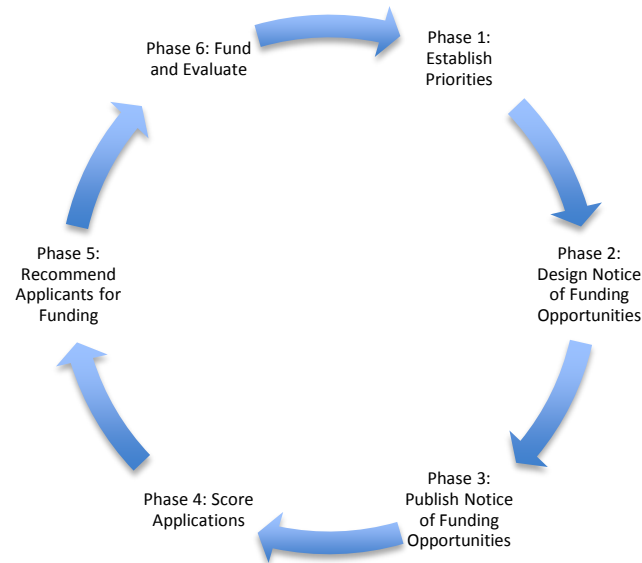 Phase 1:
Establish
Priorities
Phase 2:
Design Notice
of Funding
Opportunities
Phase 3:
Publish Notice
of Funding
Opportunities
Phase 4: Score
Applications
Phase 5:
Recommend
Applicants for
Funding
Phase 6: Fund
and Evaluate